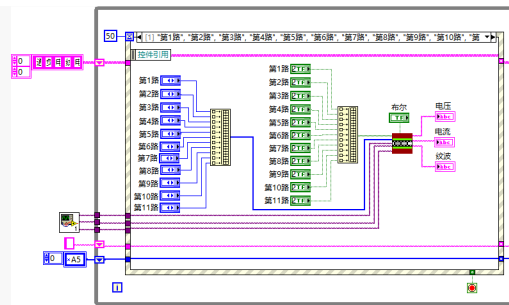 50
[1] "第1路", "第2路", "第3路", "第4路", "第5路", "第6路", "第7路", "第8路", "第9路", "第10路", "第
控件引用
0
0
第1路
第2路
第3路
第4路
第5路
第6路
第7路
第8路
第9路
第10路
第11路
第1路
第2路
第3路
第4路
第5路
第6路
第7路
第8路
第9路
第10路
第11路
布尔
TF
电压
abc
电流
abc
纹波
abc
0
×A5
i